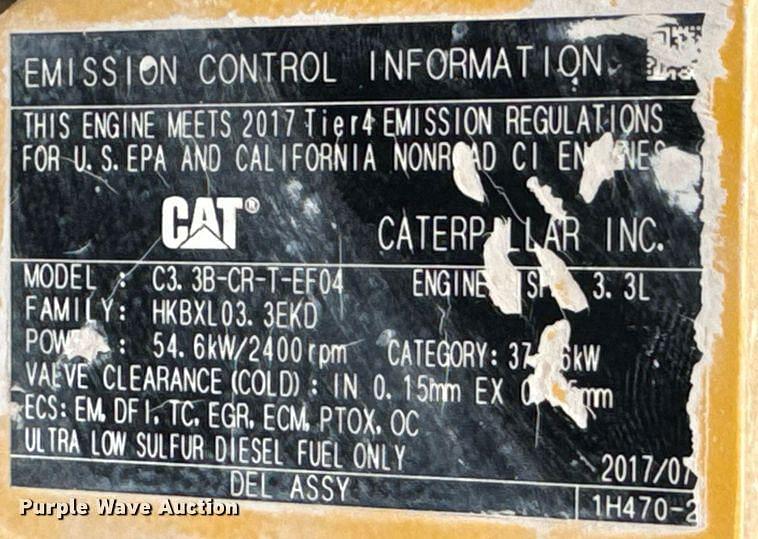 EMISSION CONTROL INFORMATION
THIS ENGINE MEETS 2017 Tier4 EMISSION REGULATIONS
FOR U.S. EPA AND CALIFORNIA NONROAD CI ENGINES
CAT® CATERPILLAR INC.
MODEL : C3.3B-CR-T-EF04 ENGINE 3.3L
FAMILY: HKBXL03.3EKD
POWER : 54.6kW/2400rpm CATEGORY:
VALVE CLEARANCE (COLD) : IN 0.15mm EX
ECS: EM, DFI, TC, EGR, ECM, PTOX, OC
ULTRA LOW SULFUR DIESEL FUEL ONLY
2017/07
DEL ASSY
1H470-2
Purple Wave Auction